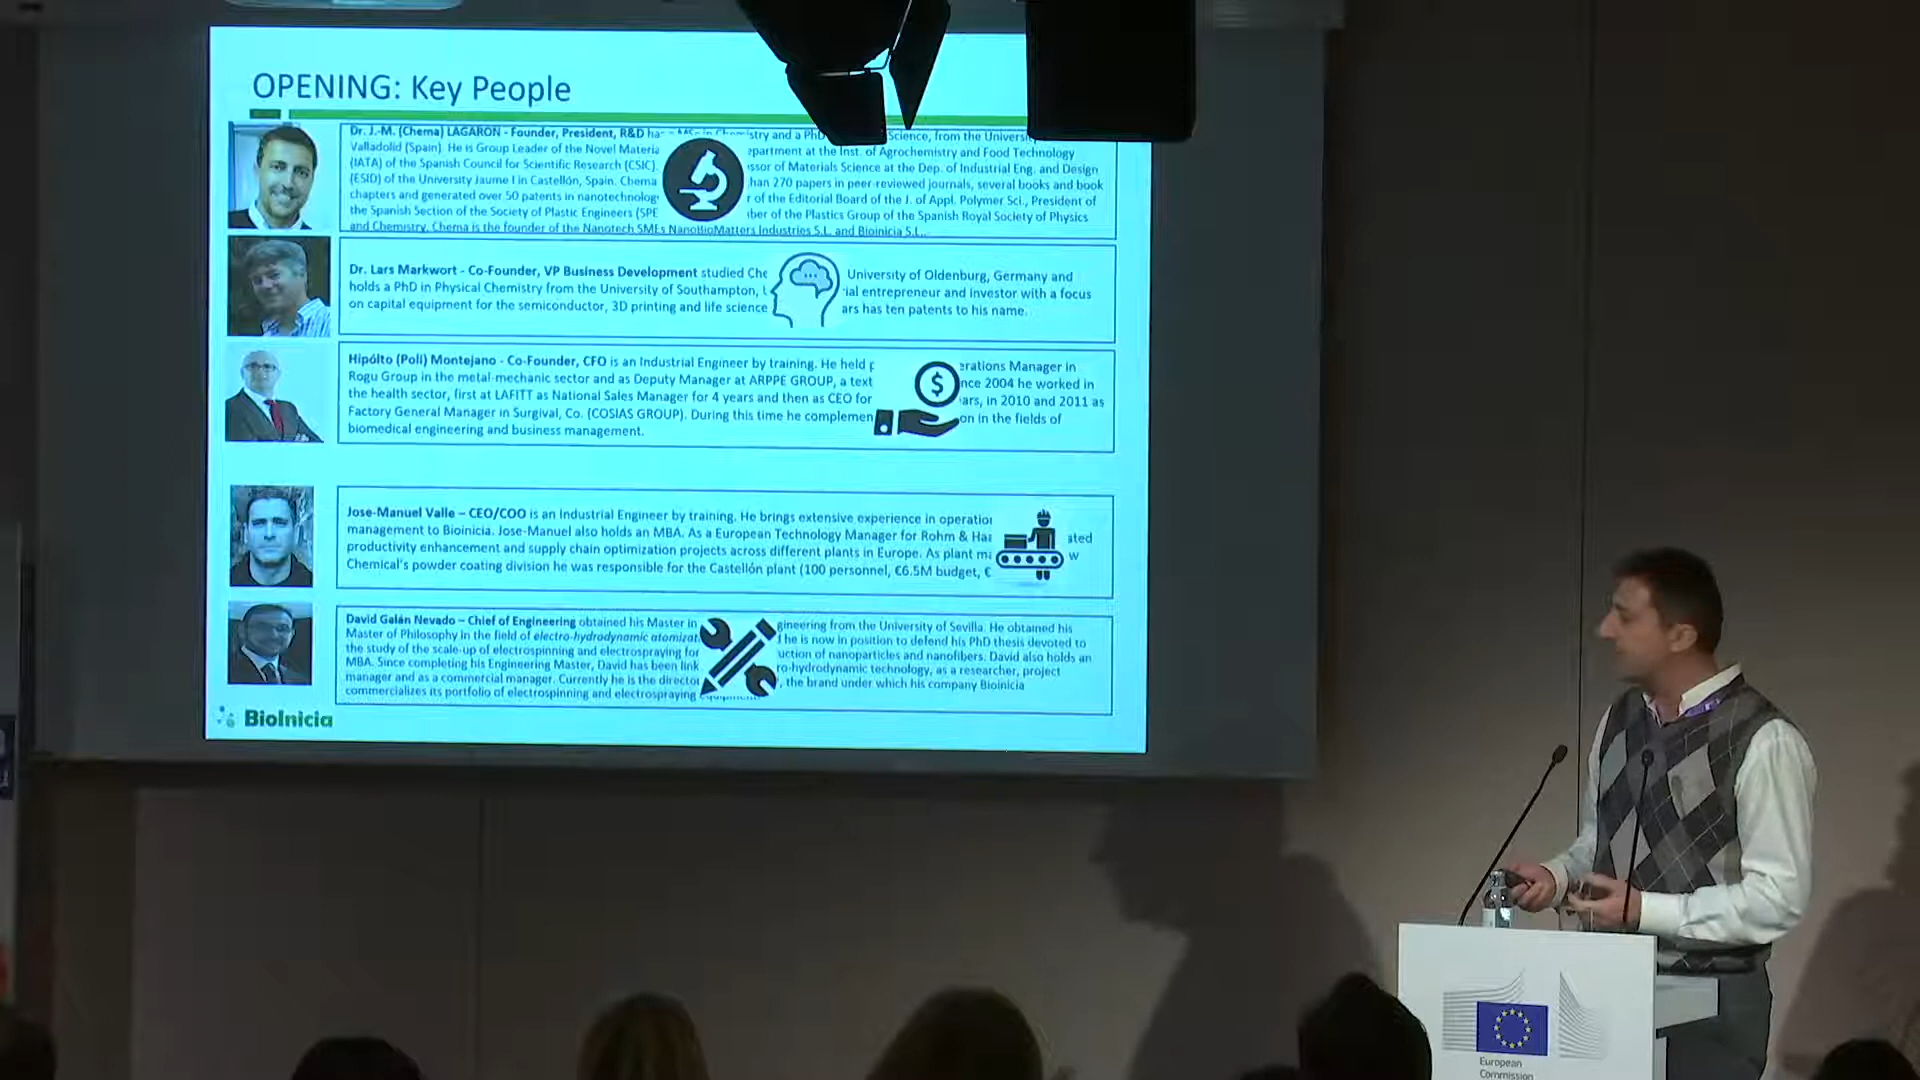 OPENING: Key People
Dr. J.-M. (Chema) LAGARON - Founder, President, R&D has a MSc in Chemistry and a PhD Science, from the Universi
Valladolid (Spain). He is Group Leader of the Novel Materia epartment at the Inst. of Agrochemistry and Food Technology
(IATA) of the Spanish Council for Scientific Research (CSIC). ssor of Materials Science at the Dep. of Industrial Eng. and Design
(ESID) of the University Jaume I in Castellón, Spain. Chema han 270 papers in peer-reviewed journals, several books and book
chapters and generated over 50 patents in nanotechnolog r of the Editorial Board of the J. of Appl. Polymer Sci., President of
the Spanish Section of the Society of Plastic Engineers (SPE ber of the Plastics Group of the Spanish Royal Society of Physics
and Chemistry. Chema is the founder of the Nanotech SMEs NanoBioMatters Industries S.L. and Bioinicia S.L..
Dr. Lars Markwort - Co-Founder, VP Business Development studied Che University of Oldenburg, Germany and
holds a PhD in Physical Chemistry from the University of Southampton, ial entrepreneur and investor with a focus
on capital equipment for the semiconductor, 3D printing and life science ars has ten patents to his name.
Hipólto (Poli) Montejano - Co-Founder, CFO is an Industrial Engineer by training. He held p erations Manager in
Rogu Group in the metal-mechanic sector and as Deputy Manager at ARPPE GROUP, a text nce 2004 he worked in
the health sector, first at LAFITT as National Sales Manager for 4 years and then as CEO for ars, in 2010 and 2011 as
Factory General Manager in Surgival, Co. (COSIAS GROUP). During this time he complemen on in the fields of
biomedical engineering and business management.
Jose-Manuel Valle – CEO/COO is an Industrial Engineer by training. He brings extensive experience in operatio
management to Bioinicia. Jose-Manuel also holds an MBA. As a European Technology Manager for Rohm & Haa ated
productivity enhancement and supply chain optimization projects across different plants in Europe. As plant ma w
Chemical's powder coating division he was responsible for the Castellón plant (100 personnel, €6.5M budget, €
David Galán Nevado – Chief of Engineering obtained his Master in gineering from the University of Sevilla. He obtained his
Master of Philosophy in the field of electro-hydrodynamic atomizat he is now in position to defend his PhD thesis devoted to
the study of the scale-up of electrospinning and electrospraying for uction of nanoparticles and nanofibers. David also holds an
MBA. Since completing his Engineering Master, David has been link ro-hydrodynamic technology, as a researcher, project
manager and as a commercial manager. Currently he is the director , the brand under which his company Bioinicia
commercializes its portfolio of electrospinning and electrospraying
BioInicia
European
Commission